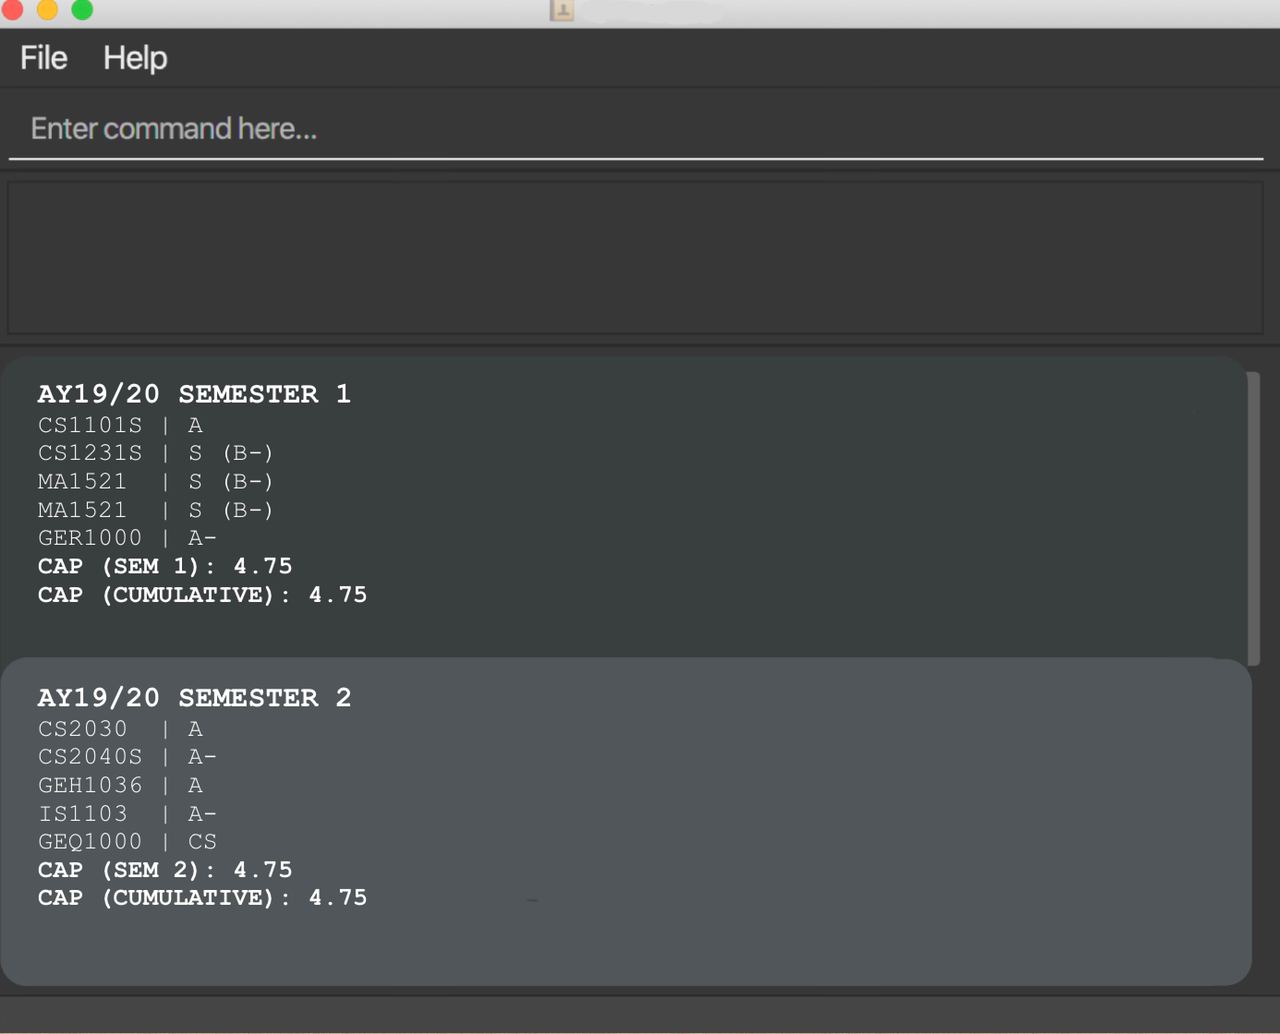 File Help
Enter command here...
AY19/20 SEMESTER 1
CS1101S | A
CS1231S | S (B-)
MA1521 | S (B-)
MA1521 | S (B-)
GER1000 | A-
CAP (SEM 1): 4.75
CAP (CUMULATIVE): 4.75
AY19/20 SEMESTER 2
CS2030 | A
CS2040S | A-
GEH1036 | A
IS1103 | A-
GEQ1000 | CS
CAP (SEM 2): 4.75
CAP (CUMULATIVE): 4.75